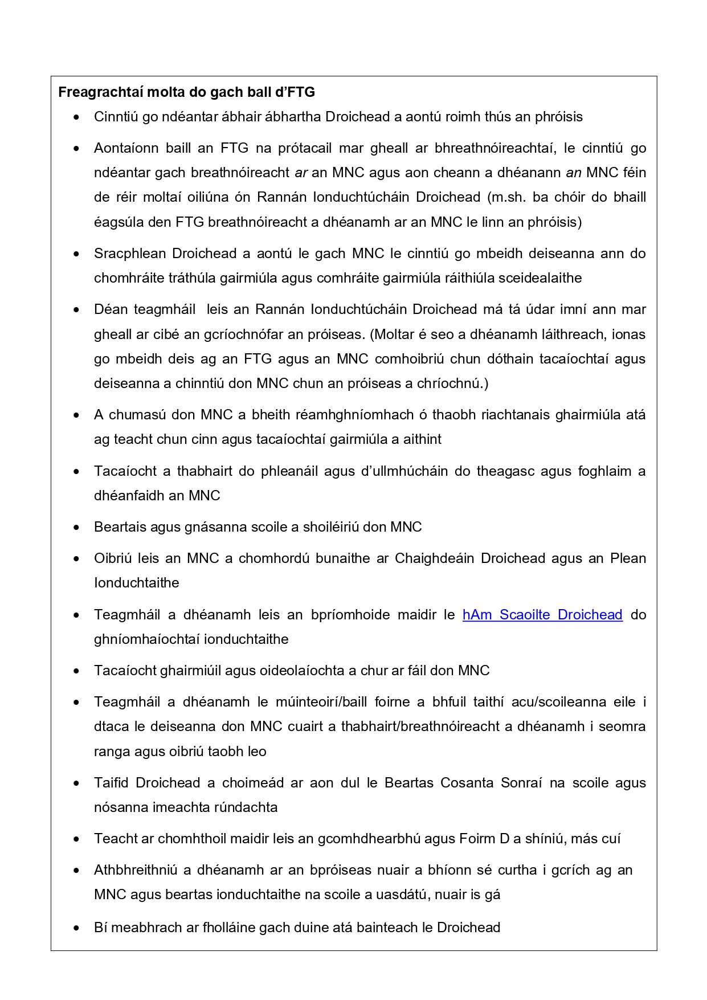 Freagrachtaí molta do gach ball d’FTG
• Cinntiú go ndéantar ábhair ábhartha Droichead a aontú roimh thús an phróisis
• Aontaíonn baill an FTG na prótacail mar gheall ar bhreathnóireachtaí, le cinntiú go
ndéantar gach breathnóireacht ar an MNC agus aon cheann a dhéanann an MNC féin
de réir moltaí oiliúna ón Rannán Ionduchtúcháin Droichead (m.sh. ba chóir do bhaill
éagsúla den FTG breathnóireacht a dhéanamh ar an MNC le linn an phróisis)
• Sracphlean Droichead a aontú le gach MNC le cinntiú go mbeidh deiseanna ann do
chomhráite tráthúla gairmiúla agus comhráite gairmiúla ráithiúla sceidealaithe
• Déan teagmháil leis an Rannán Ionduchtúcháin Droichead má tá údar imní ann mar
gheall ar cibé an gcríochnófar an próiseas. (Moltar é seo a dhéanamh láithreach, ionas
go mbeidh deis ag an FTG agus an MNC comhoibriú chun dóthain tacaíochtaí agus
deiseanna a chinntiú don MNC chun an próiseas a chríochnú.)
• A chumasú don MNC a bheith réamhghníomhach ó thaobh riachtanais ghairmiúla atá
ag teacht chun cinn agus tacaíochtaí gairmiúla a aithint
• Tacaíocht a thabhairt do phleanáil agus d’ullmhúcháin do theagasc agus foghlaim a
dhéanfaidh an MNC
• Beartais agus gnásanna scoile a shoiléiriú don MNC
• Oibriú leis an MNC a chomhordú bunaithe ar Chaighdeáin Droichead agus an Plean
Ionduchtaithe
• Teagmháil a dhéanamh leis an bpríomhoide maidir le hAm Scaoilte Droichead do
ghníomhaíochtaí ionduchtaithe
• Tacaíocht ghairmiúil agus oideolaíochta a chur ar fáil don MNC
• Teagmháil a dhéanamh le múinteoirí/baill foirne a bhfuil taithí acu/scoileanna eile i
dtaca le deiseanna don MNC cuairt a thabhairt/breathnóireacht a dhéanamh i seomra
ranga agus oibriú taobh leo
• Taifid Droichead a choimeád ar aon dul le Beartas Cosanta Sonraí na scoile agus
nósanna imeachta rúndachta
• Teacht ar chomhthoil maidir leis an gcomhdhearbhú agus Foirm D a shíniú, más cuí
• Athbhreithniú a dhéanamh ar an bpróiseas nuair a bhíonn sé curtha i gcrích ag an
MNC agus beartas ionduchtaithe na scoile a uasdátú, nuair is gá
• Bí meabhrach ar fholláine gach duine atá bainteach le Droichead